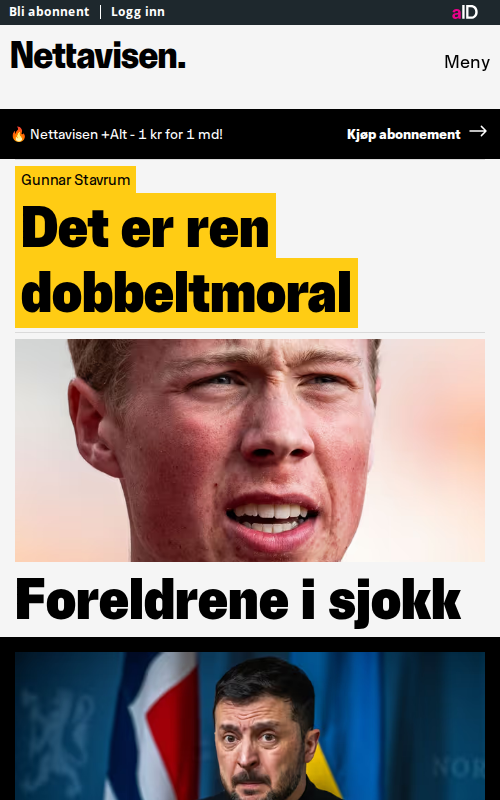 Bli abonnent | Logg inn
aID
Nettavisen.
Meny
🔥 Nettavisen +Alt - 1 kr for 1 md!
Kjøp abonnement →
Gunnar Stavrum
Det er ren
dobbeltmoral
Foreldrene i sjokk
NOR